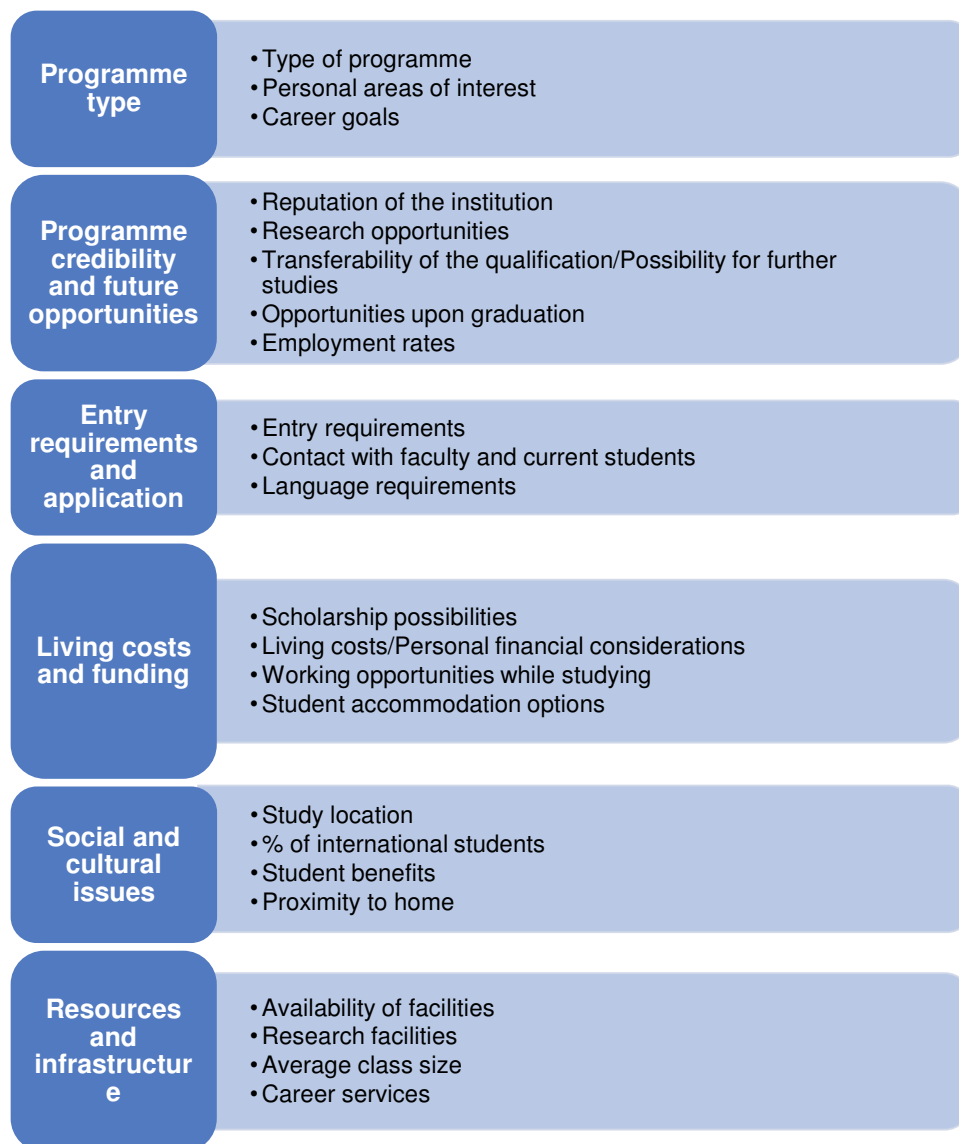 Programme
type
•Type of programme
•Personal areas of interest
•Career goals
Programme
credibility
and future
opportunities
•Reputation of the institution
•Research opportunities
•Transferability of the qualification/Possibility for further
studies
•Opportunities upon graduation
•Employment rates
Entry
requirements
and
application
•Entry requirements
•Contact with faculty and current students
•Language requirements
Living costs
and funding
•Scholarship possibilities
•Living costs/Personal financial considerations
•Working opportunities while studying
•Student accommodation options
Social and
cultural
issues
•Study location
•% of international students
•Student benefits
•Proximity to home
Resources
and
infrastructur
e
•Availability of facilities
•Research facilities
•Average class size
•Career services